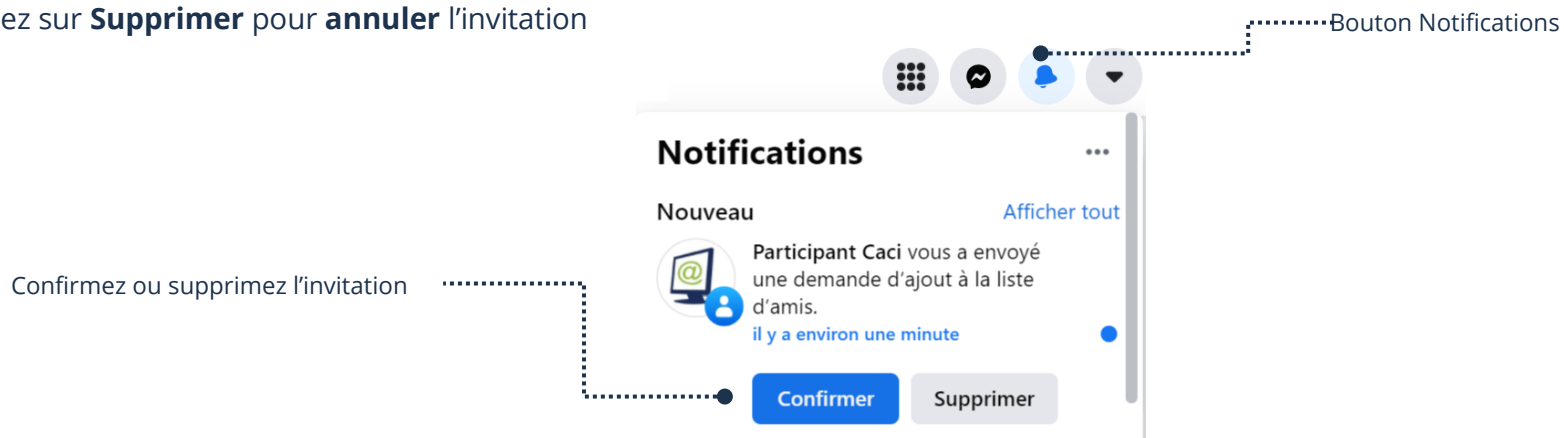 ez sur Supprimer pour annuler l’invitation
Bouton Notifications
Notifications
Nouveau
Afficher tout
Participant Caci vous a envoyé
une demande d'ajout à la liste
d'amis.
il y a environ une minute
Confirmez ou supprimez l’invitation
Confirmer
Supprimer